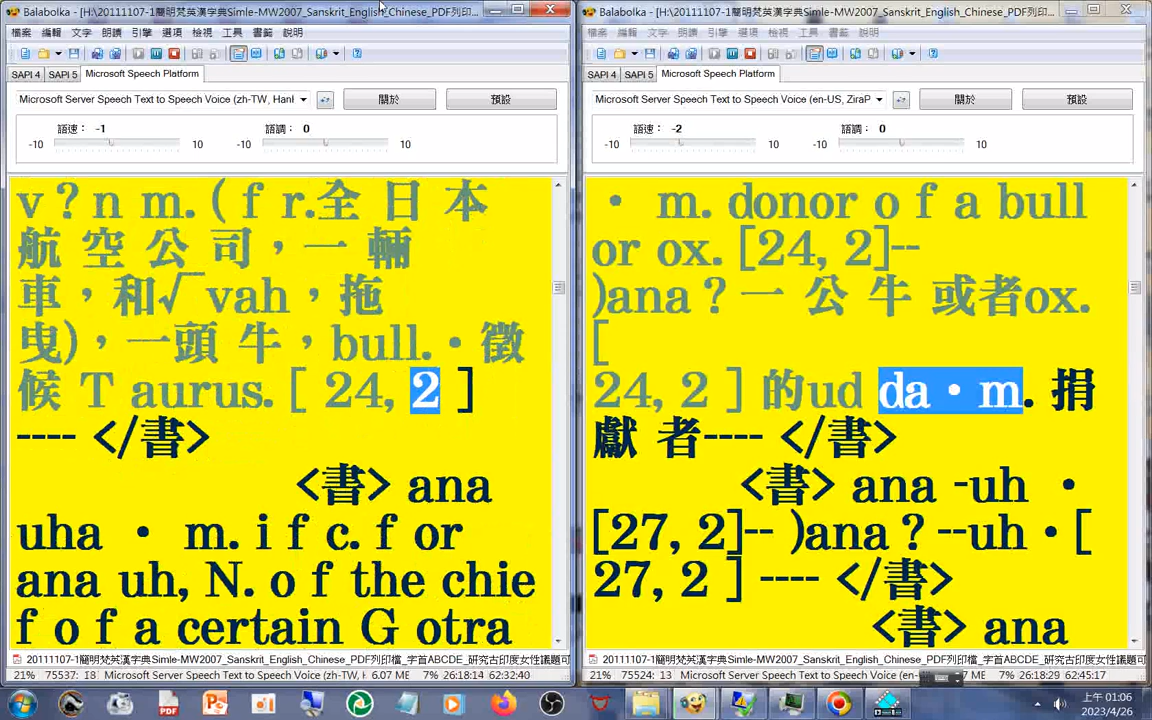 Balabolka - [H:\20111107-1簡明梵英漢字典Simle-MW2007_Sanskrit_English_Chinese_PDF列印...
檔案 編輯 文字 朗讀 引擎 選項 檢視 工具 書籤 說明
SAPI 4 SAPI 5 Microsoft Speech Platform
Microsoft Server Speech Text to Speech Voice (zh-TW, HanH 關於 預設
語速： -1 語調： 0
-10 10 -10 10
v？n m.（ f r.全 日 本
航 空 公 司，一 輛
車，和√ vah，拖
曳)，一頭 牛，bull.‧徵
候 T aurus. [ 24, 2 ]
---- </書>
<書> ana
uha ‧ m. i f c. f or
ana uh, N. o f the chie
f o f a certain G otra
20111107-1簡明梵英漢字典Simle-MW2007_Sanskrit_English_Chinese_PDF列印檔_字首ABCDE_研究古印度女性議題可
21% 75537: 18 Microsoft Server Speech Text to Speech Voice (zh-TW, H 6.07 MB 7% 26:18:14 62:32:40
Balabolka - [H:\20111107-1簡明梵英漢字典Simle-MW2007_Sanskrit_English_Chinese_PDF列印...
檔案 編輯 文字 朗讀 引擎 選項 檢視 工具 書籤 說明
SAPI 4 SAPI 5 Microsoft Speech Platform
Microsoft Server Speech Text to Speech Voice (en-US, ZiraP 關於 預設
語速： -2 語調： 0
-10 10 -10 10
‧ m. donor o f a bull
or ox. [24, 2]--
)ana？一 公 牛 或者ox.
[
24, 2 ] 的ud da‧m. 捐
獻 者---- </書>
<書> ana -uh ‧
[27, 2]-- )ana？--uh‧[
27, 2 ] ---- </書>
<書> ana
20111107-1簡明梵英漢字典Simle-MW2007_Sanskrit_English_Chinese_PDF列印檔_字首ABCDE_研究古印度女性議題可
21% 75524: 13 Microsoft Server Speech Text to Speech Voice (en-US, 7% 26:18:29 62:45:17
上午 01:06
2023/4/26